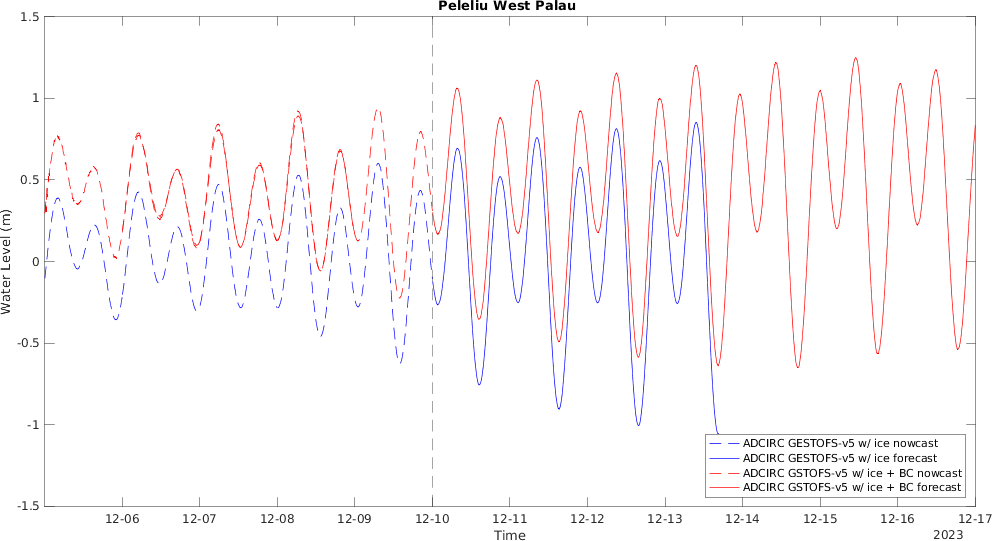 Peleliu West Palau
Water Level (m)
1.5
1
0.5
0
-0.5
-1
-1.5
ADCIRC GESTOFS-v5 w/ ice nowcast
ADCIRC GESTOFS-v5 w/ ice forecast
ADCIRC GSTOFS-v5 w/ ice + BC nowcast
ADCIRC GSTOFS-v5 w/ ice + BC forecast
12-06 12-07 12-08 12-09 12-10 12-11 12-12 12-13 12-14 12-15 12-16 12-17
Time
2023